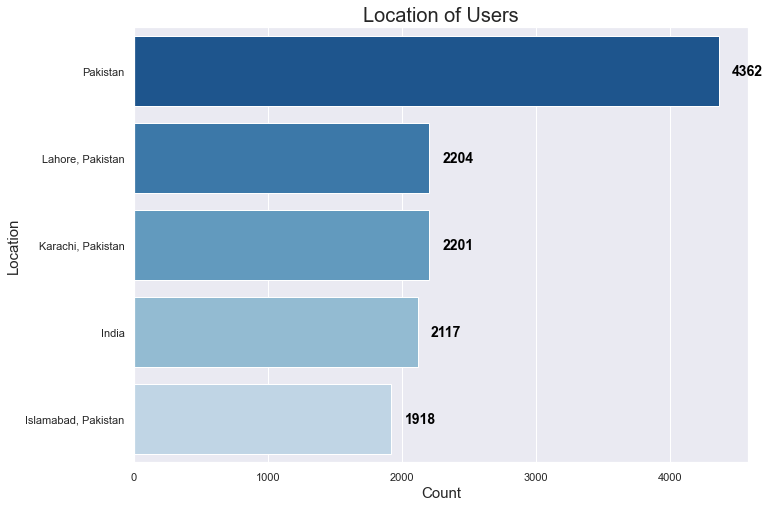 Location of Users
Pakistan
4362
Lahore, Pakistan
2204
Karachi, Pakistan
2201
India
2117
Islamabad, Pakistan
1918
Location
0 1000 2000 3000 4000
Count